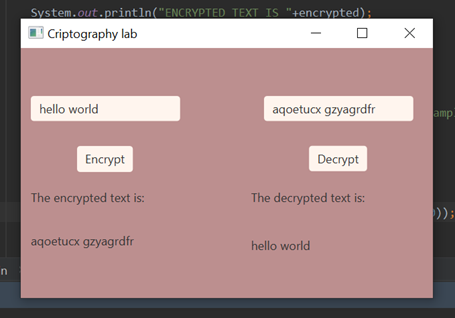 System.out.println("ENCRYPTED TEXT IS "+encrypted);
Criptography lab
hello world
aqoetucx gzyagrdfr
Encrypt
Decrypt
The encrypted text is:
The decrypted text is:
aqoetucx gzyagrdfr
hello world